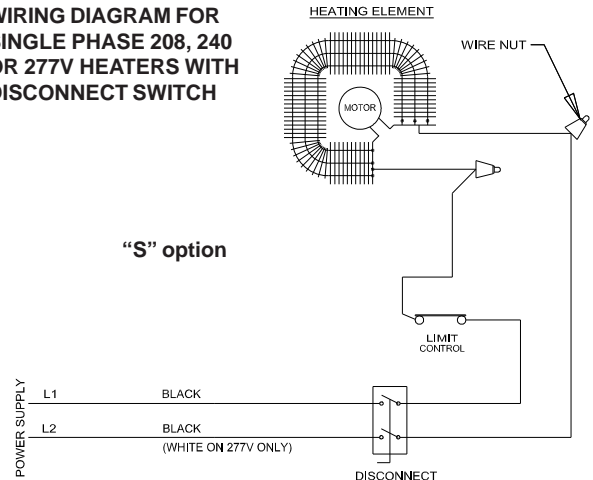 WIRING DIAGRAM FOR
SINGLE PHASE 208, 240
OR 277V HEATERS WITH
DISCONNECT SWITCH
HEATING ELEMENT
WIRE NUT
MOTOR
“S” option
LIMIT
CONTROL
POWER SUPPLY
L1 BLACK
L2 BLACK
(WHITE ON 277V ONLY)
DISCONNECT